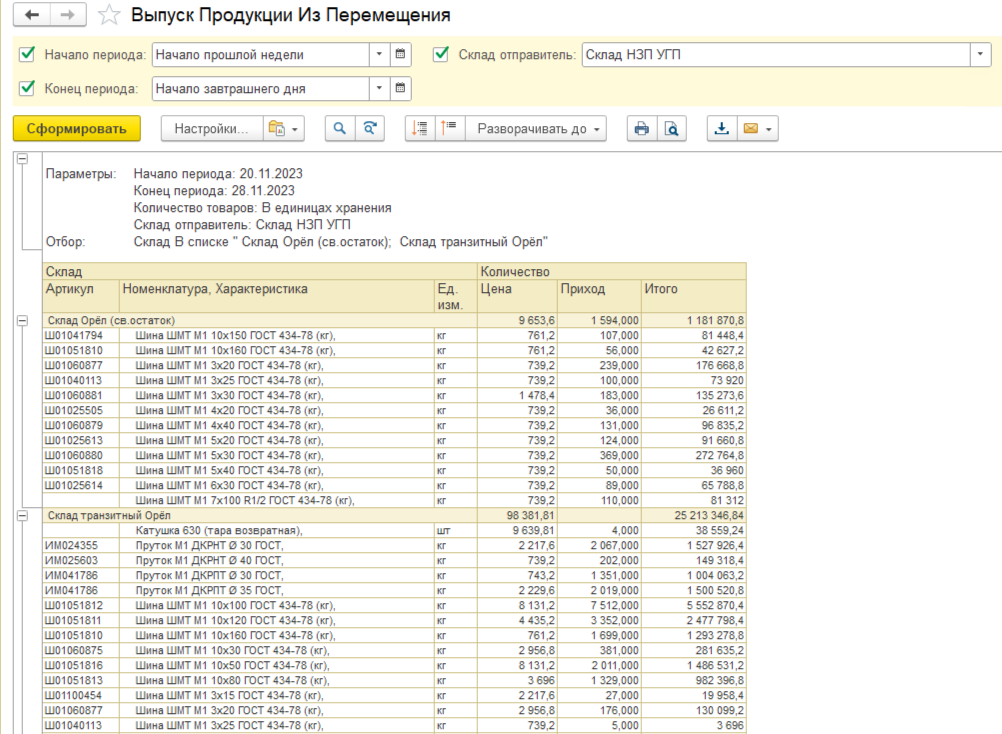 Выпуск Продукции Из Перемещения
Начало периода: Начало прошлой недели Склад отправитель: Склад НЗП УГП
Конец периода: Начало завтрашнего дня
Сформировать Настройки... Разворачивать до
Параметры: Начало периода: 20.11.2023
Конец периода: 28.11.2023
Количество товаров: В единицах хранения
Склад отправитель: Склад НЗП УГП
Отбор: Склад В списке " Склад Орёл (св.остаток); Склад транзитный Орёл"
Склад Количество
Артикул Номенклатура, Характеристика Ед. изм. Цена Приход Итого
Склад Орёл (св.остаток) 9 653,6 1 594,000 1 181 870,8
Ш01041794 Шина ШМТ М1 10х150 ГОСТ 434-78 (кг), кг 761,2 107,000 81 448,4
Ш01051810 Шина ШМТ М1 10х160 ГОСТ 434-78 (кг), кг 761,2 56,000 42 627,2
Ш01060877 Шина ШМТ М1 3х20 ГОСТ 434-78 (кг), кг 739,2 239,000 176 668,8
Ш01040113 Шина ШМТ М1 3х25 ГОСТ 434-78 (кг), кг 739,2 100,000 73 920
Ш01060881 Шина ШМТ М1 3х30 ГОСТ 434-78 (кг), кг 1 478,4 183,000 135 273,6
Ш01025505 Шина ШМТ М1 4х20 ГОСТ 434-78 (кг), кг 739,2 36,000 26 611,2
Ш01060879 Шина ШМТ М1 4х40 ГОСТ 434-78 (кг), кг 739,2 131,000 96 835,2
Ш01025613 Шина ШМТ М1 5х20 ГОСТ 434-78 (кг), кг 739,2 124,000 91 660,8
Ш01060880 Шина ШМТ М1 5х30 ГОСТ 434-78 (кг), кг 739,2 369,000 272 764,8
Ш01051818 Шина ШМТ М1 5х40 ГОСТ 434-78 (кг), кг 739,2 50,000 36 960
Ш01025614 Шина ШМТ М1 6х30 ГОСТ 434-78 (кг), кг 739,2 89,000 65 788,8
Шина ШМТ М1 7х100 R1/2 ГОСТ 434-78 (кг), кг 739,2 110,000 81 312
Склад транзитный Орёл 98 381,81 25 213 346,84
Катушка 630 (тара возвратная), шт 9 639,81 4,000 38 559,24
ИМ024355 Пруток М1 ДКРНТ Ø 30 ГОСТ, кг 2 217,6 2 067,000 1 527 926,4
ИМ025603 Пруток М1 ДКРНТ Ø 40 ГОСТ, кг 739,2 202,000 149 318,4
ИМ041786 Пруток М1 ДКРПТ Ø 30 ГОСТ, кг 743,2 1 351,000 1 004 063,2
ИМ041786 Пруток М1 ДКРПТ Ø 35 ГОСТ, кг 2 229,6 2 019,000 1 500 520,8
Ш01051812 Шина ШМТ М1 10х100 ГОСТ 434-78 (кг), кг 8 131,2 7 512,000 5 552 870,4
Ш01051811 Шина ШМТ М1 10х120 ГОСТ 434-78 (кг), кг 4 435,2 3 352,000 2 477 798,4
Ш01051810 Шина ШМТ М1 10х160 ГОСТ 434-78 (кг), кг 761,2 1 699,000 1 293 278,8
Ш01060875 Шина ШМТ М1 10х30 ГОСТ 434-78 (кг), кг 2 956,8 381,000 281 635,2
Ш01051816 Шина ШМТ М1 10х50 ГОСТ 434-78 (кг), кг 8 131,2 2 011,000 1 486 531,2
Ш01051813 Шина ШМТ М1 10х80 ГОСТ 434-78 (кг), кг 3 696 1 329,000 982 396,8
Ш01100454 Шина ШМТ М1 3х15 ГОСТ 434-78 (кг), кг 2 217,6 27,000 19 958,4
Ш01060877 Шина ШМТ М1 3х20 ГОСТ 434-78 (кг), кг 2 956,8 176,000 130 099,2
Ш01040113 Шина ШМТ М1 3х25 ГОСТ 434-78 (кг), кг 739,2 5,000 3 696